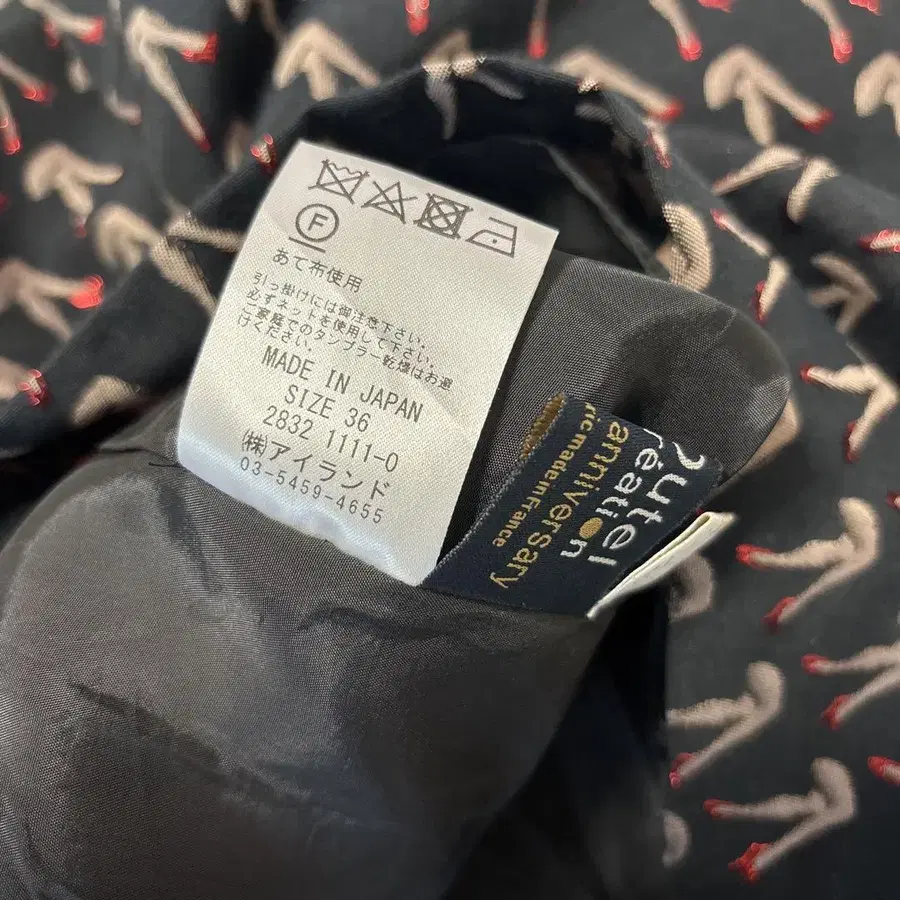 F
あて布使用
引っ掛けには御注意下さい。
必ずネットを使用して下さい。
ご家庭でのタンブラー乾燥はお避
けください。
MADE IN JAPAN
SIZE 36
2832 1111-0
㈱アイランド
03-5459-4655
utel
réation
anniversary
made in France